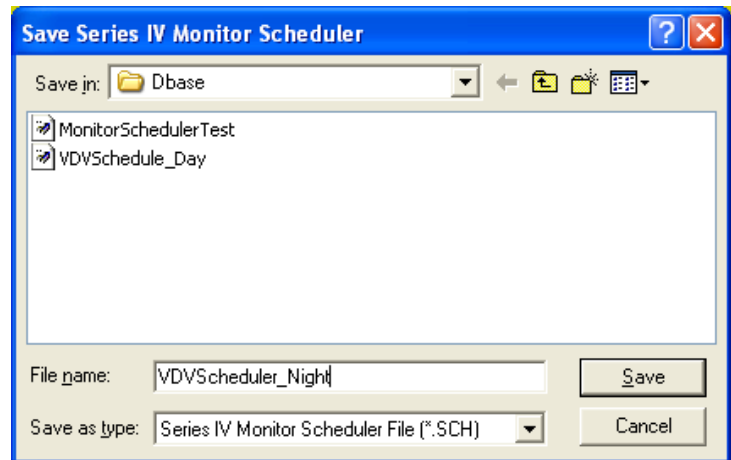 Save Series IV Monitor Scheduler
Save in: Dbase
MonitorSchedulerTest
VDVSchedule_Day
File name: VDVScheduler_Night Save
Save as type: Series IV Monitor Scheduler File (*.SCH) Cancel